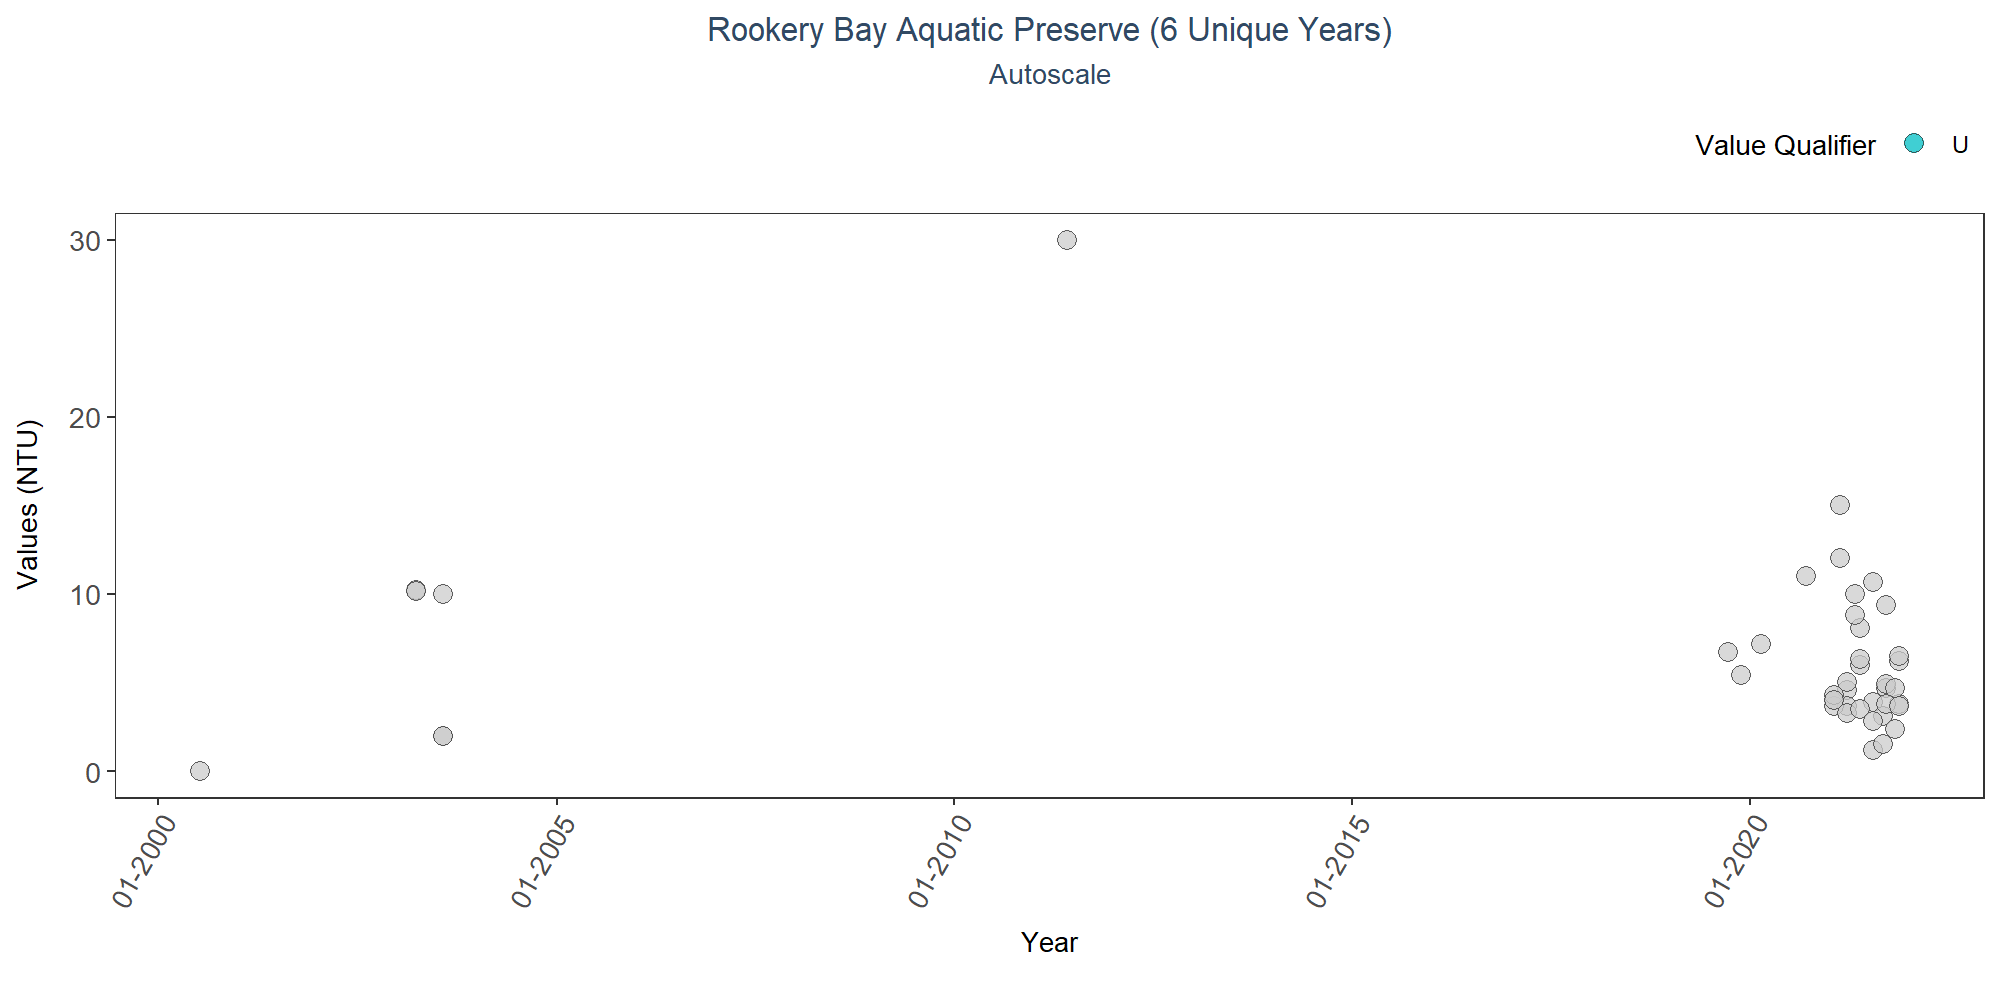 Rookery Bay Aquatic Preserve (6 Unique Years)
Autoscale
Value Qualifier U
Values (NTU)
30
20
10
0
01-2000 01-2005 01-2010 01-2015 01-2020
Year